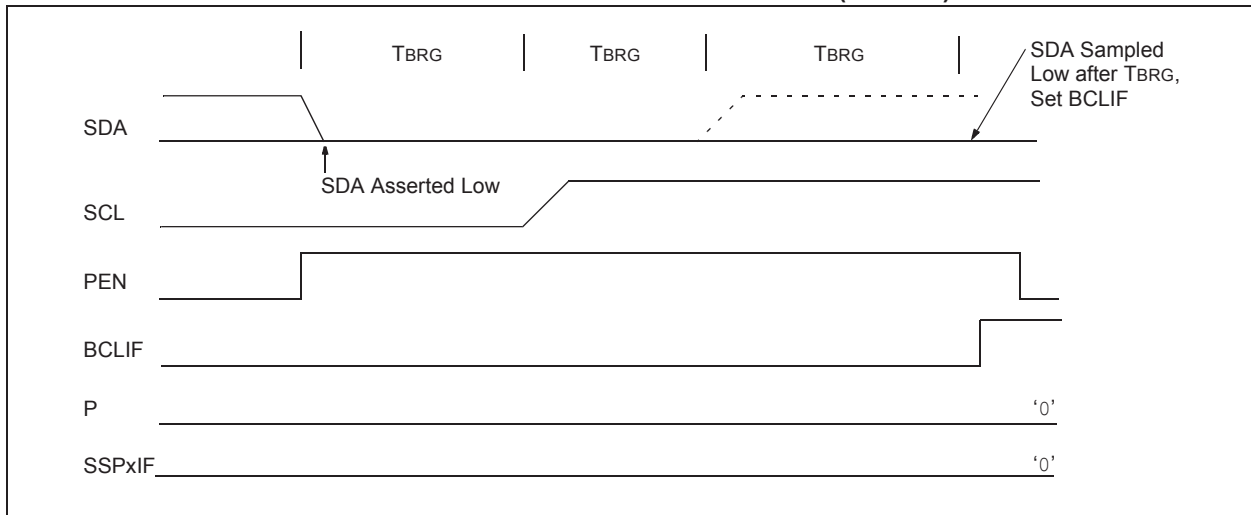 TBRG TBRG TBRG
SDA Sampled
Low after TBRG,
Set BCLIF
SDA
SDA Asserted Low
SCL
PEN
BCLIF
P
‘0’
SSPxIF
‘0’